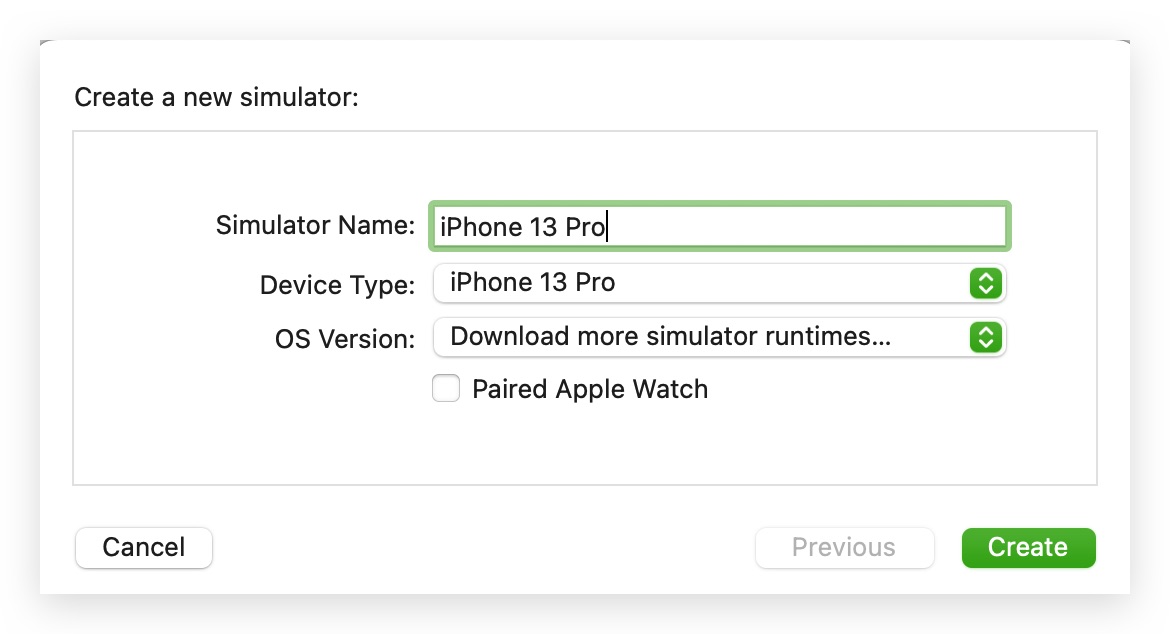 Create a new simulator:
Simulator Name: iPhone 13 Pro
Device Type: iPhone 13 Pro
OS Version: Download more simulator runtimes...
Paired Apple Watch
Cancel Previous Create